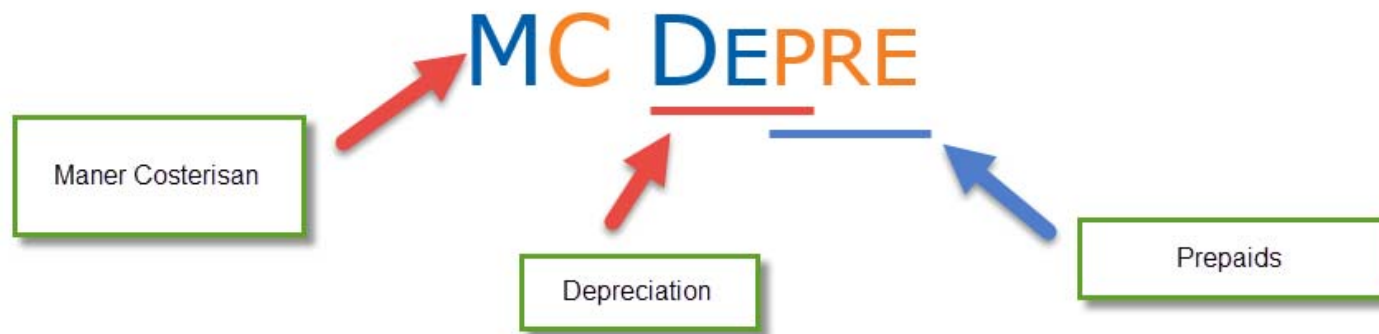 MC DEPRE
Maner Costerisan
Depreciation
Prepaids